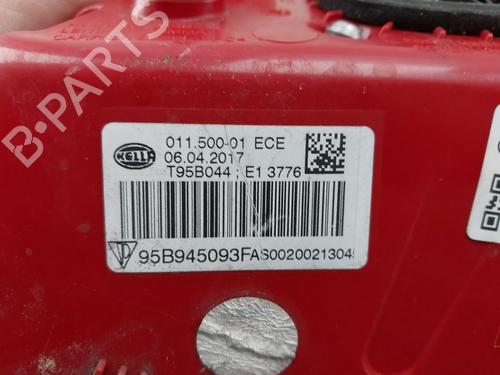 011.500-01 ECE
HELLA
06.04.2017
T95B044 ; E1 3776
95B945093FAS0020021304
B-PARTS